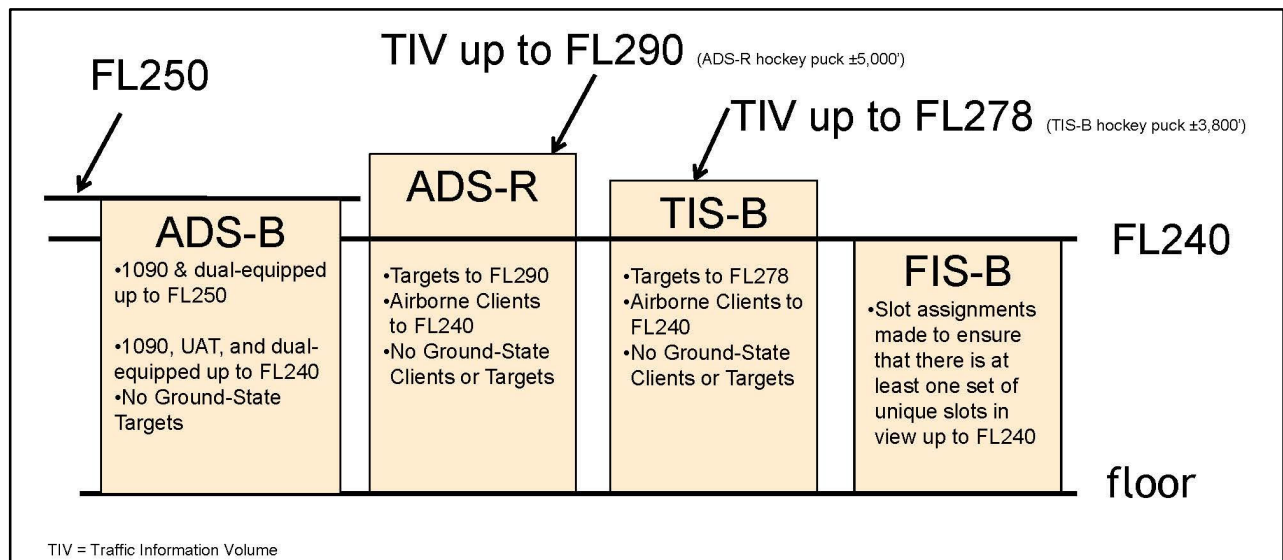 FL250
TIV up to FL290 (ADS-R hockey puck ±5,000')
TIV up to FL278 (TIS-B hockey puck ±3,800')
FL240
ADS-B
•1090 & dual-equipped
up to FL250
•1090, UAT, and dual-
equipped up to FL240
•No Ground-State
Targets
ADS-R
•Targets to FL290
•Airborne Clients
to FL240
•No Ground-State
Clients or Targets
TIS-B
•Targets to FL278
•Airborne Clients to
FL240
•No Ground-State
Clients or Targets
FIS-B
•Slot assignments
made to ensure
that there is at
least one set of
unique slots in
view up to FL240
floor
TIV = Traffic Information Volume